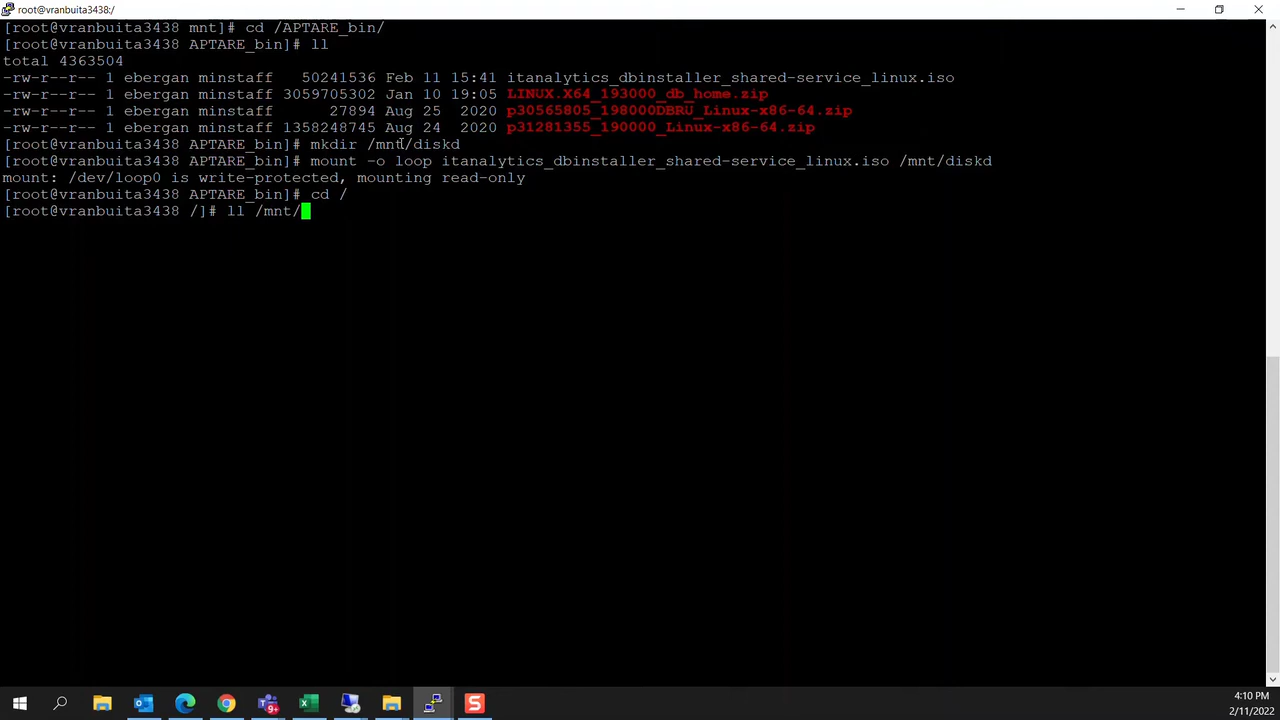 root@vranbuita3438:/
[root@vranbuita3438 mnt]# cd /APTARE_bin/
[root@vranbuita3438 APTARE_bin]# ll
total 4363504
-rw-r--r-- 1 ebergan minstaff   50241536 Feb 11 15:41 itanalytics_dbinstaller_shared-service_linux.iso
-rw-r--r-- 1 ebergan minstaff 3059705302 Jan 10 19:05 LINUX.X64_193000_db_home.zip
-rw-r--r-- 1 ebergan minstaff      27894 Aug 25  2020 p30565805_198000DBRU_Linux-x86-64.zip
-rw-r--r-- 1 ebergan minstaff 1358248745 Aug 24  2020 p31281355_190000_Linux-x86-64.zip
[root@vranbuita3438 APTARE_bin]# mkdir /mnt/diskd
[root@vranbuita3438 APTARE_bin]# mount -o loop itanalytics_dbinstaller_shared-service_linux.iso /mnt/diskd
mount: /dev/loop0 is write-protected, mounting read-only
[root@vranbuita3438 APTARE_bin]# cd /
[root@vranbuita3438 /]# ll /mnt/
9+
4:10 PM
2/11/2022